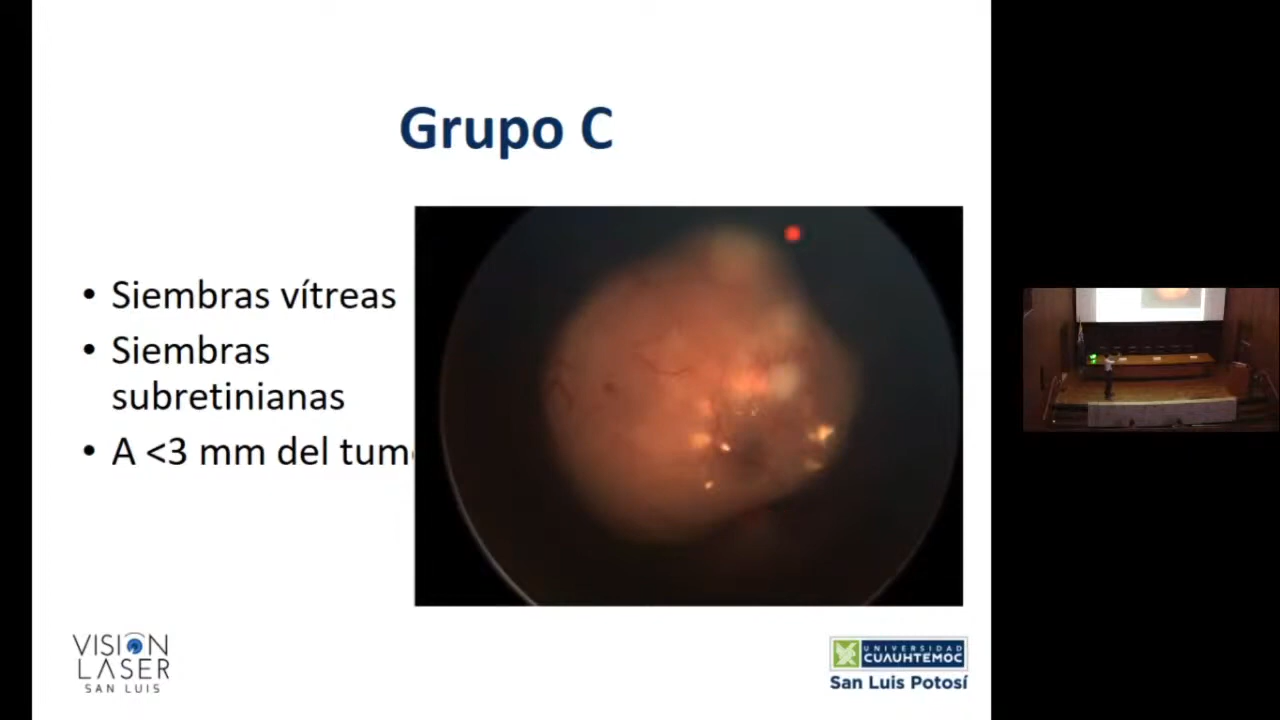 Grupo C
• Siembras vítreas
• Siembras
subretinianas
• A <3 mm del tum
VISION
LASER
SAN LUIS
UNIVERSIDAD
CUAUHTEMOC
San Luis Potosí